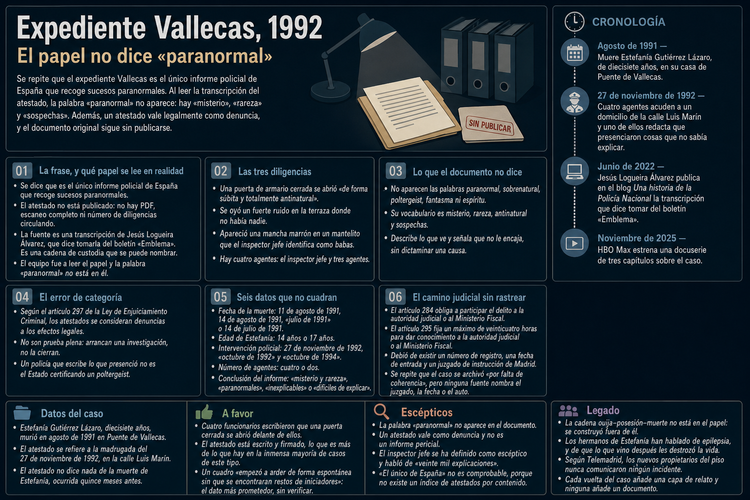 Expediente Vallecas, 1992
El papel no dice «paranormal»
Se repite que el expediente Vallecas es el único informe policial de
España que recoge sucesos paranormales. Al leer la transcripción del
atestado, la palabra «paranormal» no aparece: hay «misterio», «rareza»
y «sospechas». Además, un atestado vale legalmente como denuncia,
y el documento original sigue sin publicarse.
SIN PUBLICAR
CRONOLOGÍA
Agosto de 1991 —
Muere Estefanía Gutiérrez Lázaro,
de diecisiete años, en su casa de
Puente de Vallecas.
27 de noviembre de 1992 —
Cuatro agentes acuden a un
domicilio de la calle Luis Marín
y uno de ellos redacta que
presenciaron cosas que no sabía
explicar.
Junio de 2022 —
Jesús Logueira Álvarez publica
en el blog Una historia de la
Policía Nacional la transcripción
que dice tomar del boletín
«Emblema».
Noviembre de 2025 —
HBO Max estrena una docuserie
de tres capítulos sobre el caso.
01 La frase, y qué papel se lee en realidad
• Se dice que es el único informe policial de España
que recoge sucesos paranormales.
• El atestado no está publicado: no hay PDF,
escaneo completo ni número de diligencias
circulando.
• La fuente es una transcripción de Jesús Logueira
Álvarez, que dice tomarla del boletín «Emblema».
Es una cadena de custodia que se puede nombrar.
• El equipo fue a leer el papel y la palabra
«paranormal» no está en él.
02 Las tres diligencias
• Una puerta de armario cerrada se abrió «de forma
súbita y totalmente antinatural».
• Se oyó un fuerte ruido en la terraza donde
no había nadie.
• Apareció una mancha marrón en un mantelito
que el inspector jefe identifica como babas.
• Hay cuatro agentes: el inspector jefe y tres agentes.
03 Lo que el documento no dice
• No aparecen las palabras paranormal, sobrenatural,
poltergeist, fantasma ni espíritu.
• Su vocabulario es misterio, rareza, antinatural
y sospechas.
• Describe lo que ve y señala que no le encaja,
sin dictaminar una causa.
04 El error de categoría
• Según el artículo 297 de la Ley de Enjuiciamiento
Criminal, los atestados se consideran denuncias
a los efectos legales.
• No son prueba plena: arrancan una investigación,
no la cierran.
• Un policía que escribe lo que presenció no es
el Estado certificando un poltergeist.
05 Seis datos que no cuadran
• Fecha de la muerte: 11 de agosto de 1991,
14 de agosto de 1991, «julio de 1991»
o 14 de julio de 1991.
• Edad de Estefanía: 14 años o 17 años.
• Intervención policial: 27 de noviembre de 1992,
«octubre de 1992» y «octubre de 1994».
• Número de agentes: cuatro o dos.
• Conclusión del informe: «misterio y rareza»,
«paranormales», «inexplicables» o «difíciles de explicar».
06 El camino judicial sin rastrear
• El artículo 284 obliga a participar el delito a la
autoridad judicial o al Ministerio Fiscal.
• El artículo 295 fija un máximo de veinticuatro horas
para dar conocimiento a la autoridad judicial
o al Ministerio Fiscal.
• Debió de existir un número de registro, una fecha
de entrada y un juzgado de instrucción de Madrid.
• Se repite que el caso se archivó «por falta de
coherencia», pero ninguna fuente nombra el
juzgado, la fecha o el auto.
Datos del caso
• Estefanía Gutiérrez Lázaro, diecisiete años,
murió en agosto de 1991 en Puente de Vallecas.
• El atestado se refiere a la madrugada del
27 de noviembre de 1992, en la calle Luis Marín.
• El atestado no dice nada de la muerte de
Estefanía, ocurrida quince meses antes.
A favor
• Cuatro funcionarios escribieron que una puerta
cerrada se abrió delante de ellos.
• El atestado está escrito y firmado, lo que es más
de lo que hay en la inmensa mayoría de casos
de este tipo.
• Un cuadro «empezó a arder de forma espontánea
sin que se encontraran restos de iniciadores»:
el dato más prometedor, sin verificar.
Escépticos
• La palabra «paranormal» no aparece en el documento.
• Un atestado vale como denuncia y no es
un informe pericial.
• El inspector jefe se ha definido como escéptico
y habló de «veinte mil explicaciones».
• «El único de España» no es comprobable, porque
no existe un índice de atestados por contenido.
Legado
• La cadena ouija–posesión–muerte no está en el papel:
se construyó fuera de él.
• Los hermanos de Estefanía han hablado de epilepsia,
y de que lo que vino después les destrozó la vida.
• Según Telemadrid, los nuevos propietarios del piso
nunca comunicaron ningún incidente.
• Cada vuelta del caso añade una capa de relato y
ninguna añade un documento.